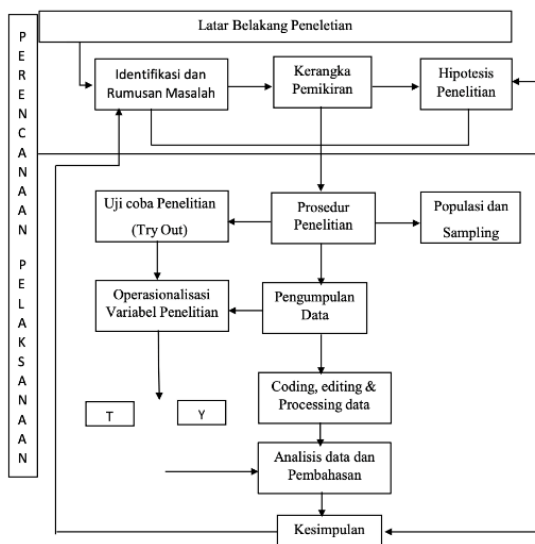 P
E
R
E
N
C
A
N
A
A
N
P
E
L
A
K
S
A
N
A
A
N
Latar Belakang Peneletian
Identifikasi dan
Rumusan Masalah
Kerangka
Pemikiran
Hipotesis
Penelitian
Uji coba Penelitian
(Try Out)
Prosedur
Penelitian
Populasi dan
Sampling
Operasionalisasi
Variabel Penelitian
Pengumpulan
Data
T
Y
Coding, editing &
Processing data
Analisis data dan
Pembahasan
Kesimpulan